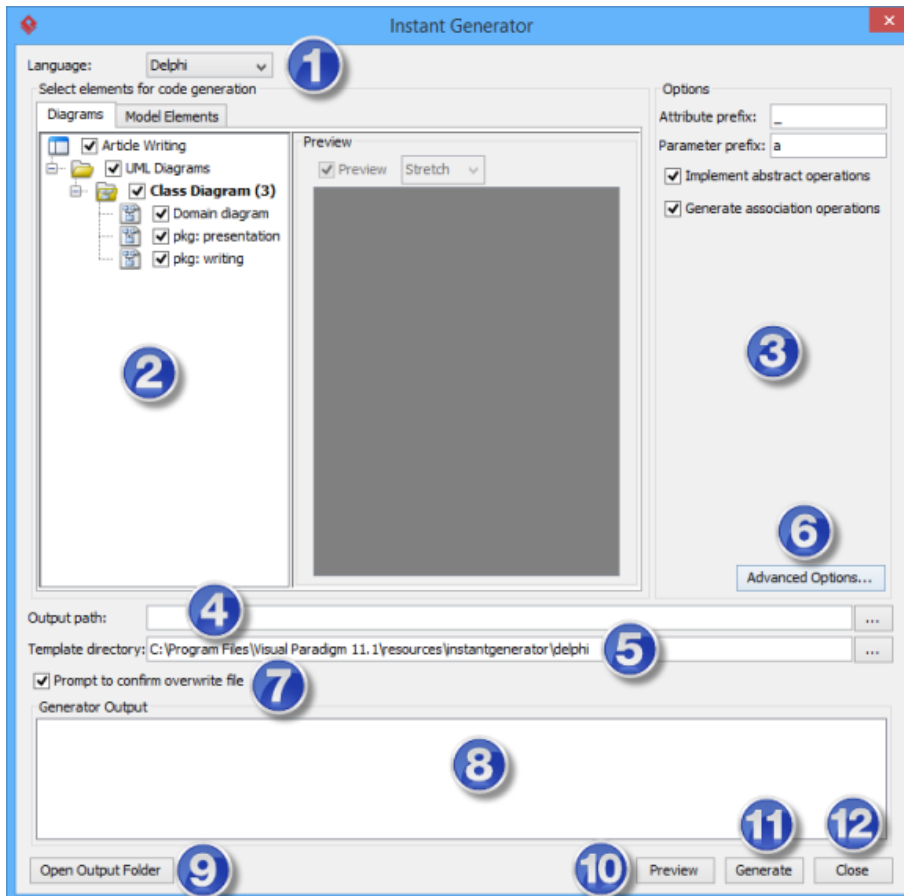 Instant Generator
Language: Delphi 1
Select elements for code generation
Diagrams Model Elements
Article Writing
UML Diagrams
Class Diagram (3)
Domain diagram
pkg: presentation
pkg: writing
2
Preview
Preview Stretch
Options
Attribute prefix: _
Parameter prefix: a
Implement abstract operations
Generate association operations
3
6
Advanced Options...
Output path: 4 ...
Template directory: C:\Program Files\Visual Paradigm 11.1\resources\instantgenerator\delphi 5 ...
Prompt to confirm overwrite file 7
Generator Output
8
11 12
Open Output Folder 9 10 Preview Generate Close